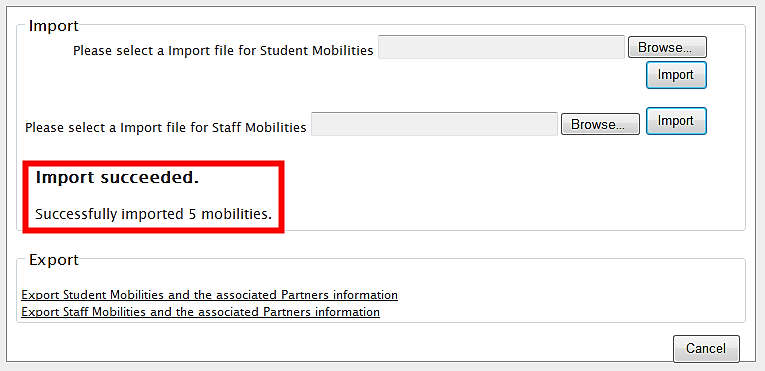 Import
Please select a Import file for Student Mobilities Browse...
Import
Please select a Import file for Staff Mobilities Browse... Import
Import succeeded.
Successfully imported 5 mobilities.
Export
Export Student Mobilities and the associated Partners information
Export Staff Mobilities and the associated Partners information
Cancel